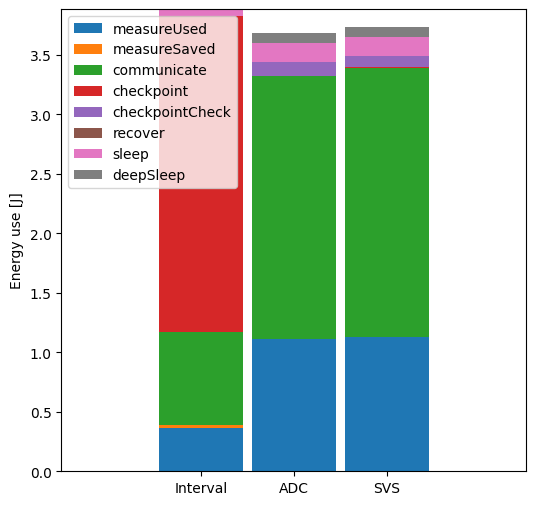 measureUsed
measureSaved
communicate
checkpoint
checkpointCheck
recover
sleep
deepSleep
Energy use [J]
3.5
3.0
2.5
2.0
1.5
1.0
0.5
0.0
Interval ADC SVS